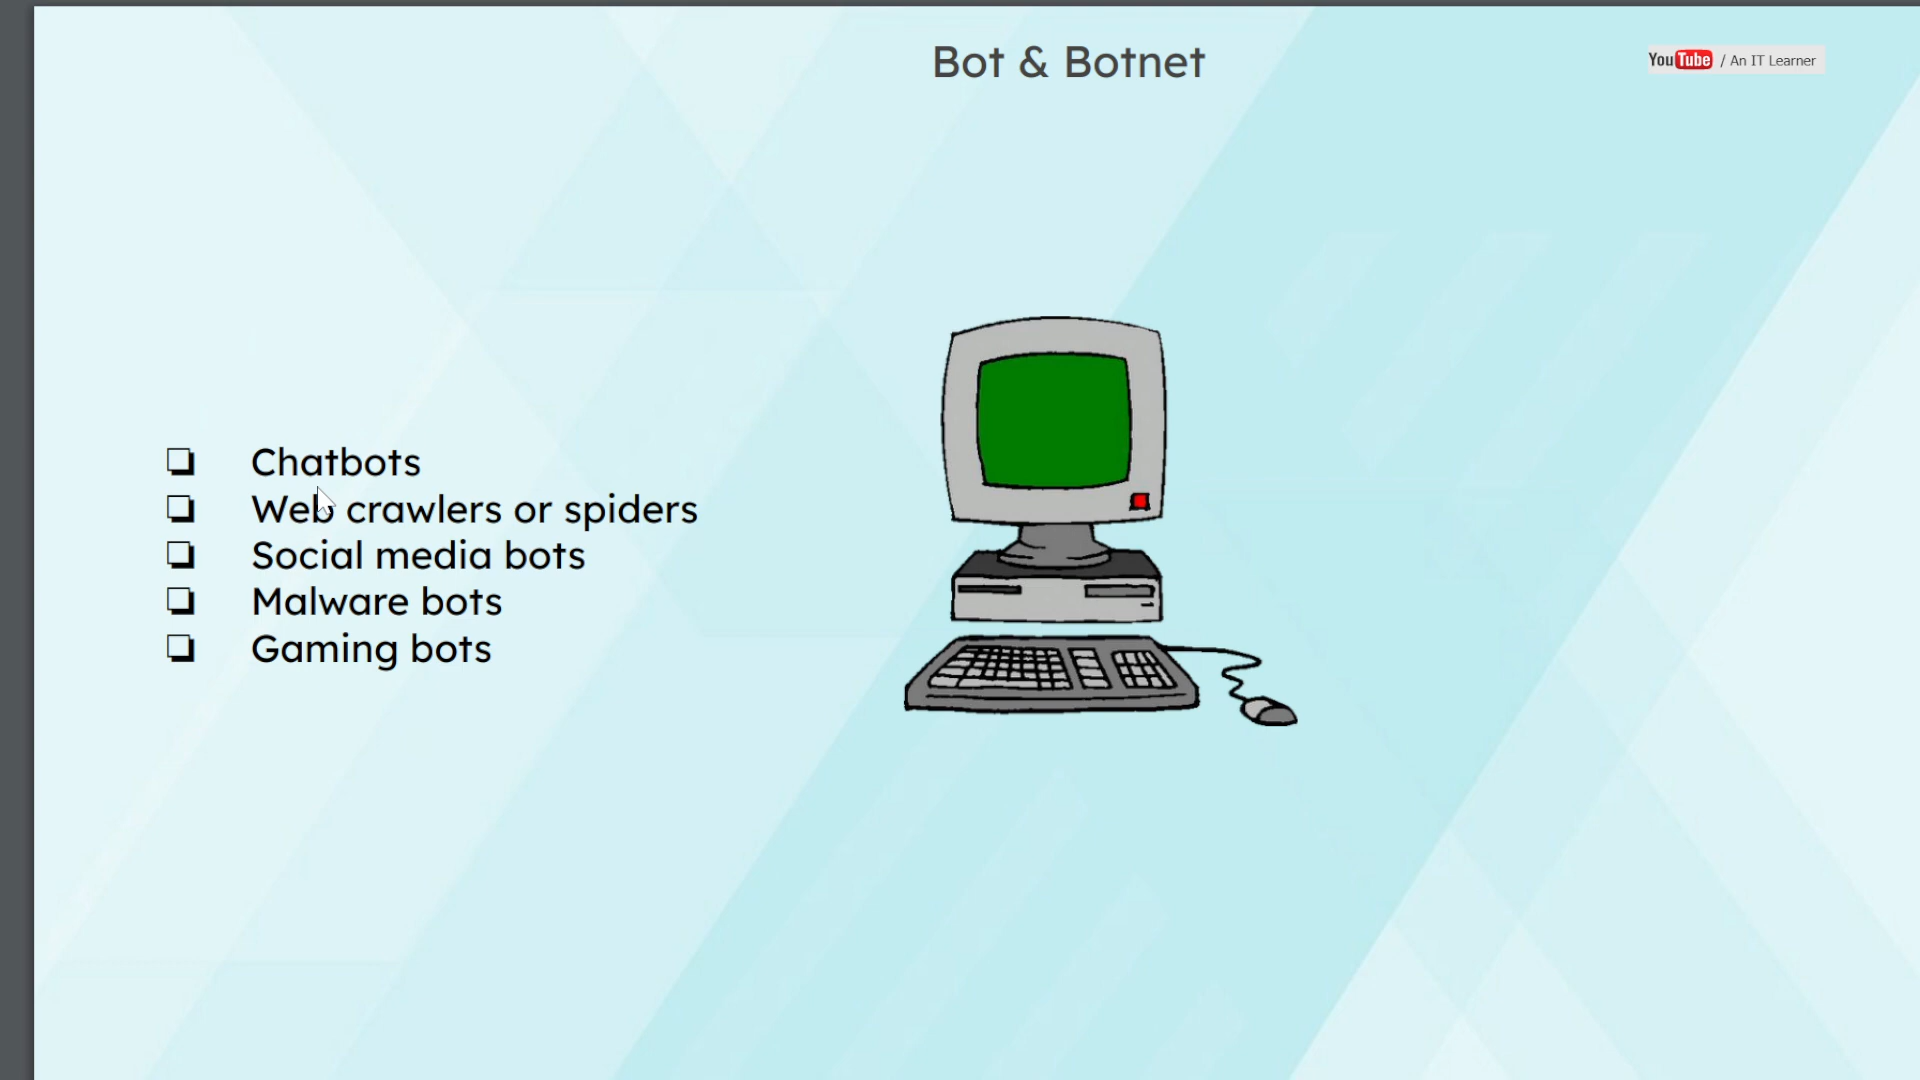 Bot & Botnet
YouTube / An IT Learner
Chatbots
Web crawlers or spiders
Social media bots
Malware bots
Gaming bots